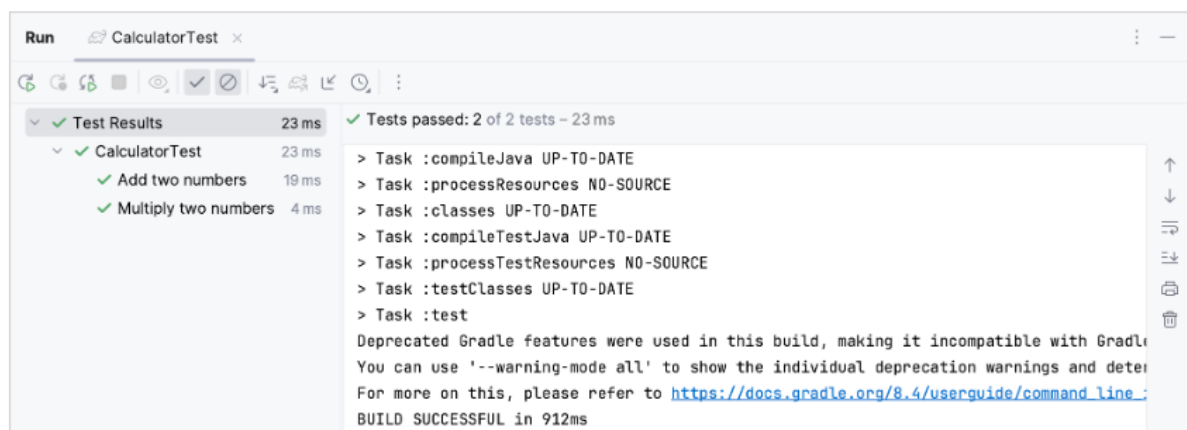 Run CalculatorTest
Test Results 23 ms
CalculatorTest 23 ms
Add two numbers 19 ms
Multiply two numbers 4 ms
Tests passed: 2 of 2 tests – 23 ms
> Task :compileJava UP-TO-DATE
> Task :processResources NO-SOURCE
> Task :classes UP-TO-DATE
> Task :compileTestJava UP-TO-DATE
> Task :processTestResources NO-SOURCE
> Task :testClasses UP-TO-DATE
> Task :test
Deprecated Gradle features were used in this build, making it incompatible with Gradle
You can use '--warning-mode all' to show the individual deprecation warnings and
For more on this, please refer to https://docs.gradle.org/8.4/userguide/command_line_
BUILD SUCCESSFUL in 912ms